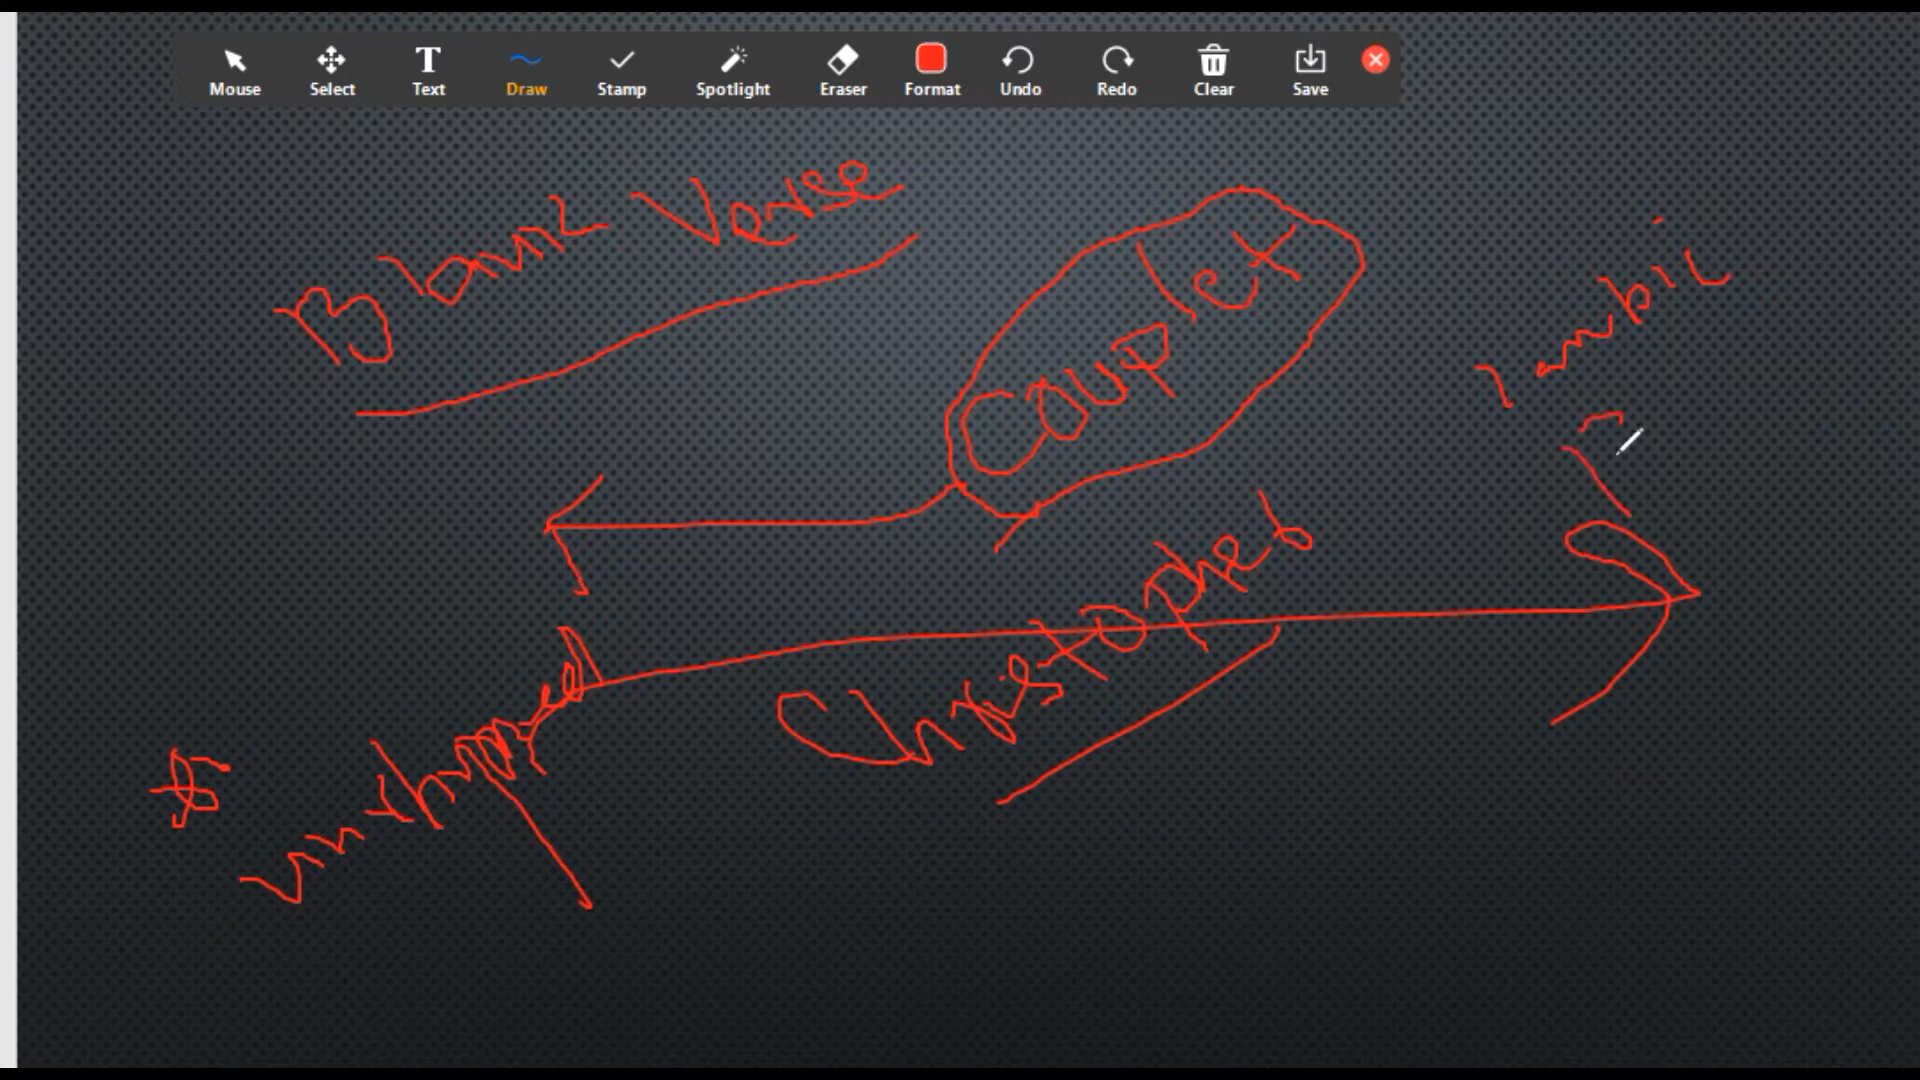 Mouse Select Text Draw Stamp Spotlight Eraser Format Undo Redo Clear Save
Blank Verse
Couplet
Iambic
Christopher
unrhymed